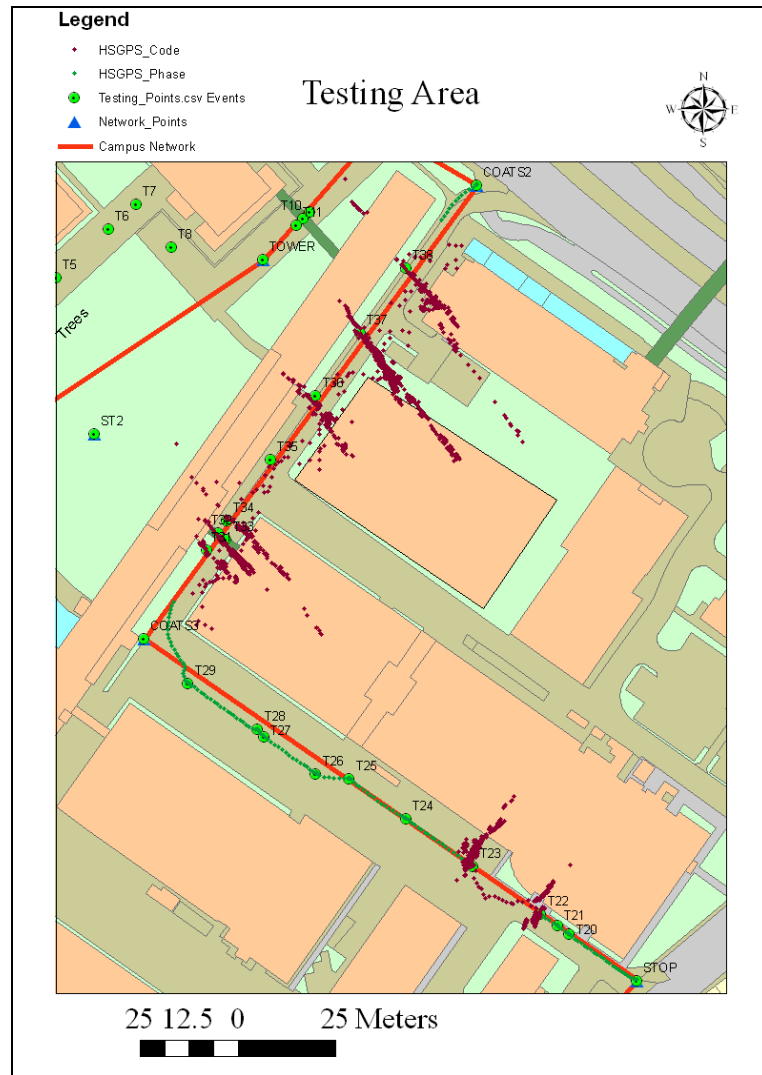 Legend
HSGPS_Code
HSGPS_Phase
Testing_Points.csv Events
Network_Points
Campus Network
Testing Area
N
W E
S
COATS2
T7
T10
T11
T6
T8
TOWER
T5
T38
Trees
T37
T36
ST2
T35
T34
T33
T31
COATS3
T29
T28
T27
T26
T25
T24
T23
T22
T21
T20
STOP
25 12.5 0 25 Meters